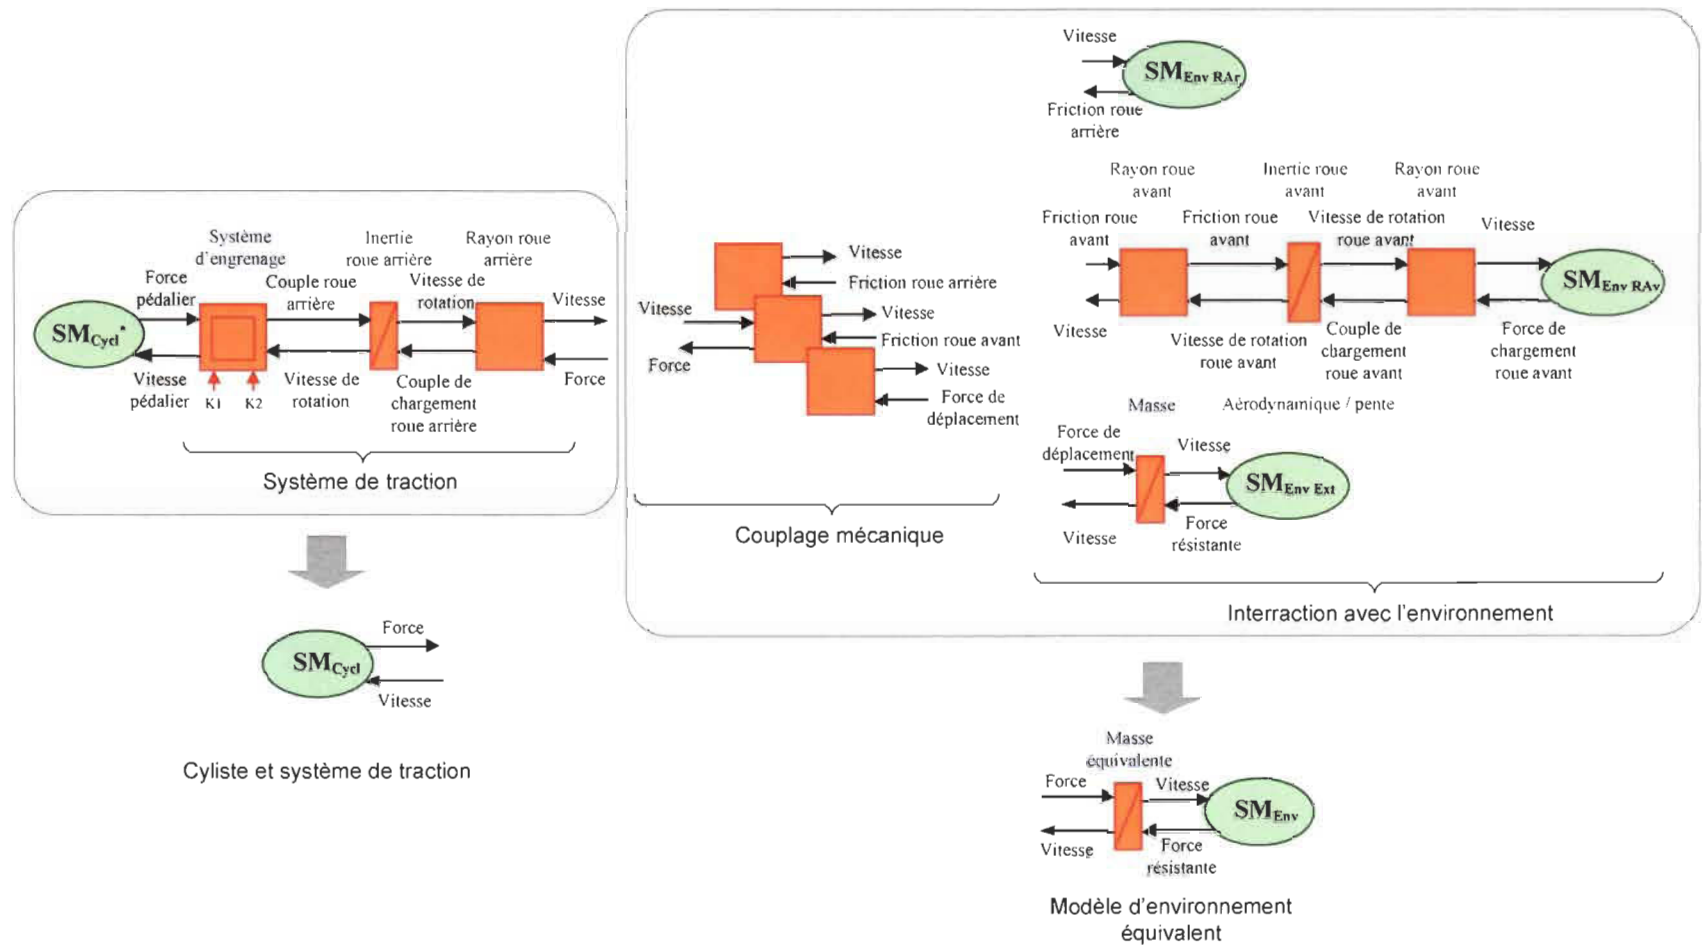 Système
d'engrenage
Inertie
roue arrière
Rayon roue
arrière
Force
pédalier
Couple roue
arrière
Vitesse de
rotation
Vitesse
SM_Cycl*
Vitesse
pédalier
K1
K2
Vitesse de
rotation
Couple de
chargement
roue arrière
Force
Système de traction
SM_Cycl
Force
Vitesse
Cyliste et système de traction
Vitesse
Force
Vitesse
Friction roue arrière
Vitesse
Friction roue avant
Vitesse
Force de
déplacement
Couplage mécanique
Vitesse
SM_Env RAr
Friction roue
arrière
Rayon roue
avant
Inertie roue
avant
Rayon roue
avant
Friction roue
avant
Friction roue
avant
Vitesse de rotation
roue avant
Vitesse
SM_Env RAv
Vitesse
Vitesse de rotation
roue avant
Couple de
chargement
roue avant
Force de
chargement
roue avant
Masse
Aérodynamique / pente
Force de
déplacement
Vitesse
SM_Env Ext
Vitesse
Force
résistante
Interraction avec l'environnement
Masse
équivalente
Force
Vitesse
SM_Env
Vitesse
Force
résistante
Modèle d'environnement
équivalent